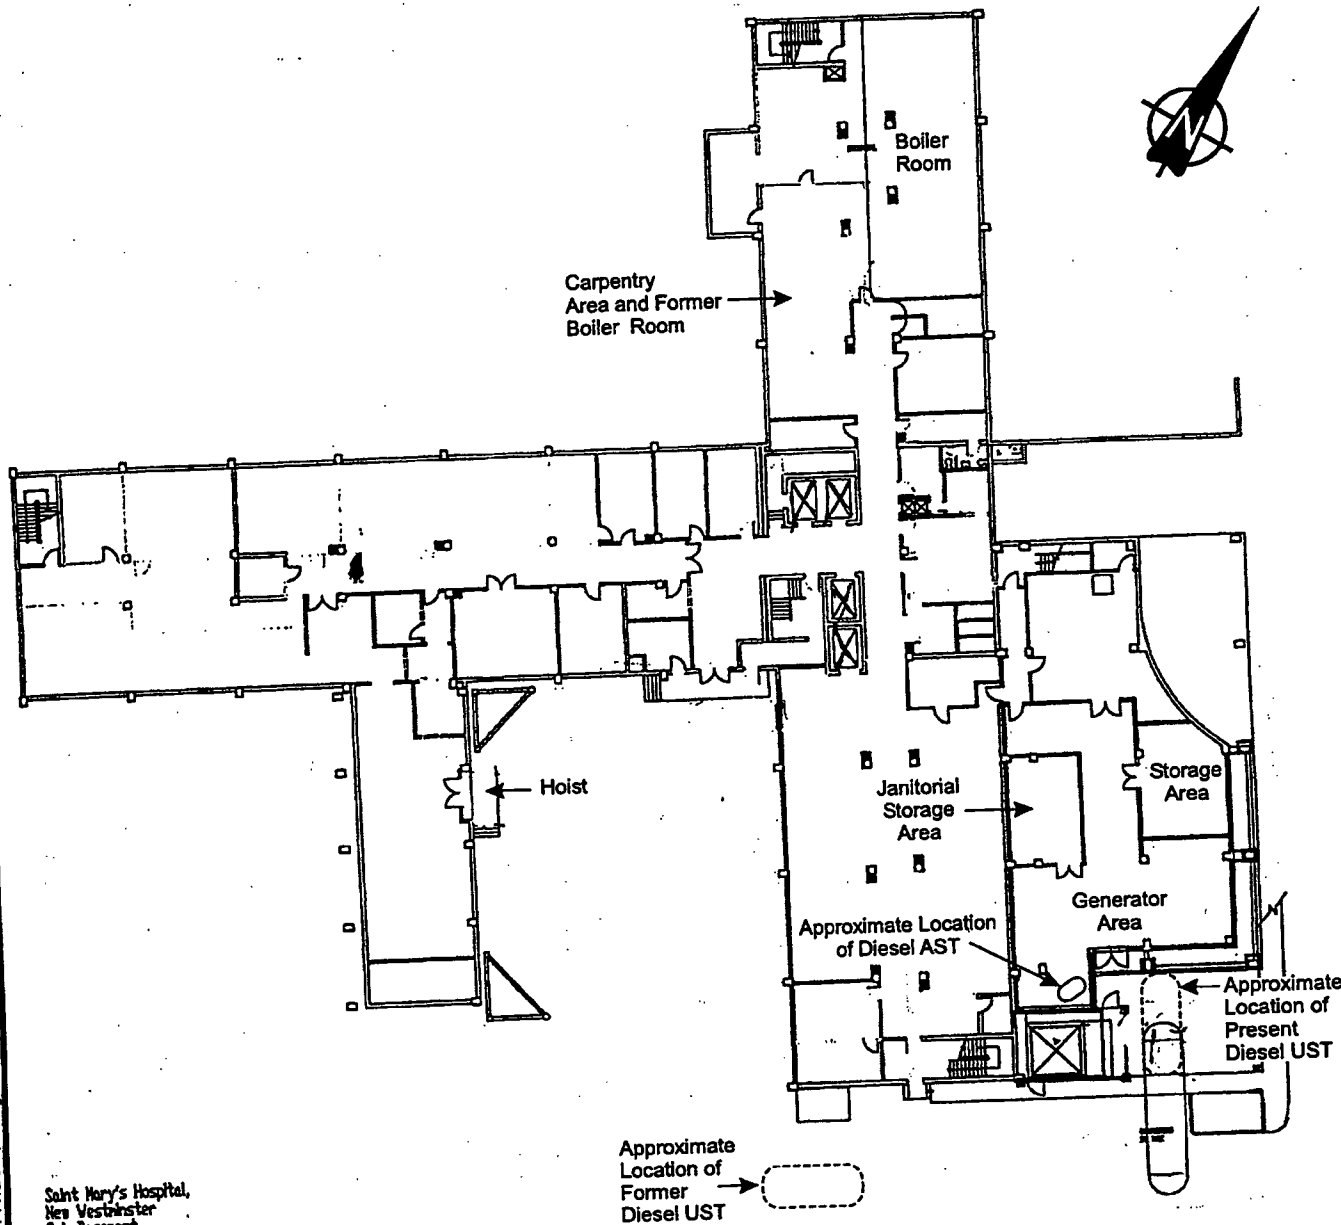 N
Boiler
Room
Carpentry
Area and Former
Boiler Room
Hoist
Janitorial
Storage
Area
Storage
Area
Generator
Area
Approximate Location
of Diesel AST
Approximate
Location of
Present
Diesel UST
Approximate
Location of
Former
Diesel UST
Saint Mary's Hospital,
New Westminster